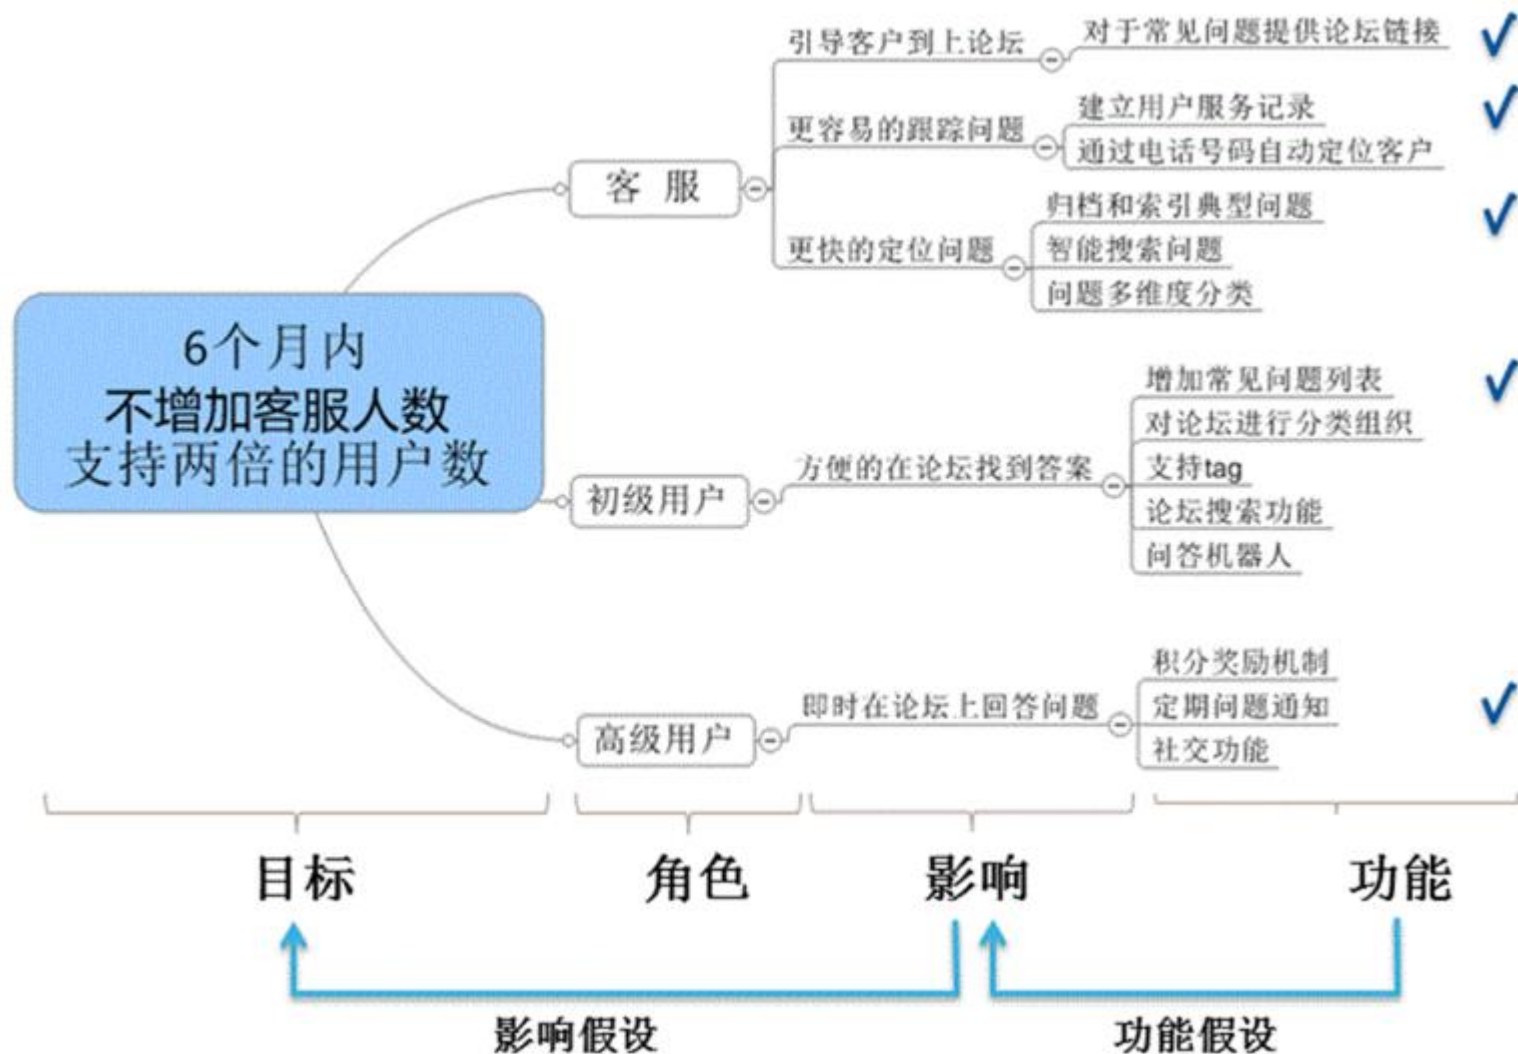 引导客户到上论坛
对于常见问题提供论坛链接
更容易的跟踪问题
建立用户服务记录
通过电话号码自动定位客户
客 服
更快的定位问题
归档和索引典型问题
智能搜索问题
问题多维度分类
6个月内
不增加客服人数
支持两倍的用户数
初级用户
方便的在论坛找到答案
增加常见问题列表
对论坛进行分类组织
支持tag
论坛搜索功能
问答机器人
高级用户
即时在论坛上回答问题
积分奖励机制
定期问题通知
社交功能
目标
角色
影响
功能
影响假设
功能假设